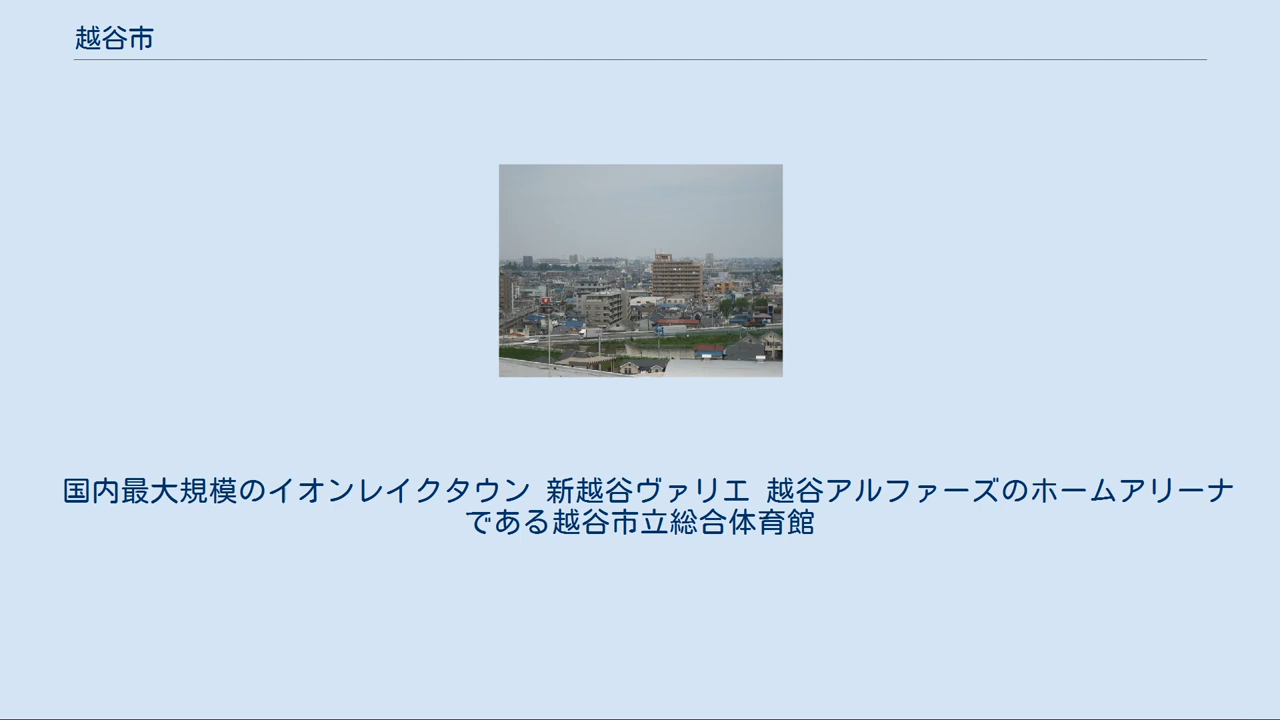 越谷市
国内最大規模のイオンレイクタウン 新越谷ヴァリエ 越谷アルファーズのホームアリーナ
である越谷市立総合体育館